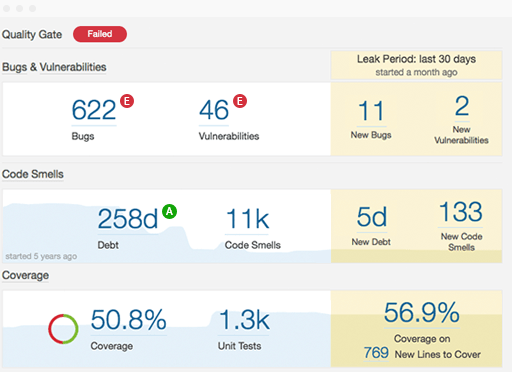 Quality Gate Failed
Bugs & Vulnerabilities
Leak Period: last 30 days
started a month ago
622 E 46 E
Bugs Vulnerabilities
11 2
New Bugs New
Vulnerabilities
Code Smells
258d A 11k
Debt Code Smells
started 5 years ago
5d 133
New Debt New Code
Smells
Coverage
50.8% 1.3k
Coverage Unit Tests
56.9%
Coverage on
769 New Lines to Cover